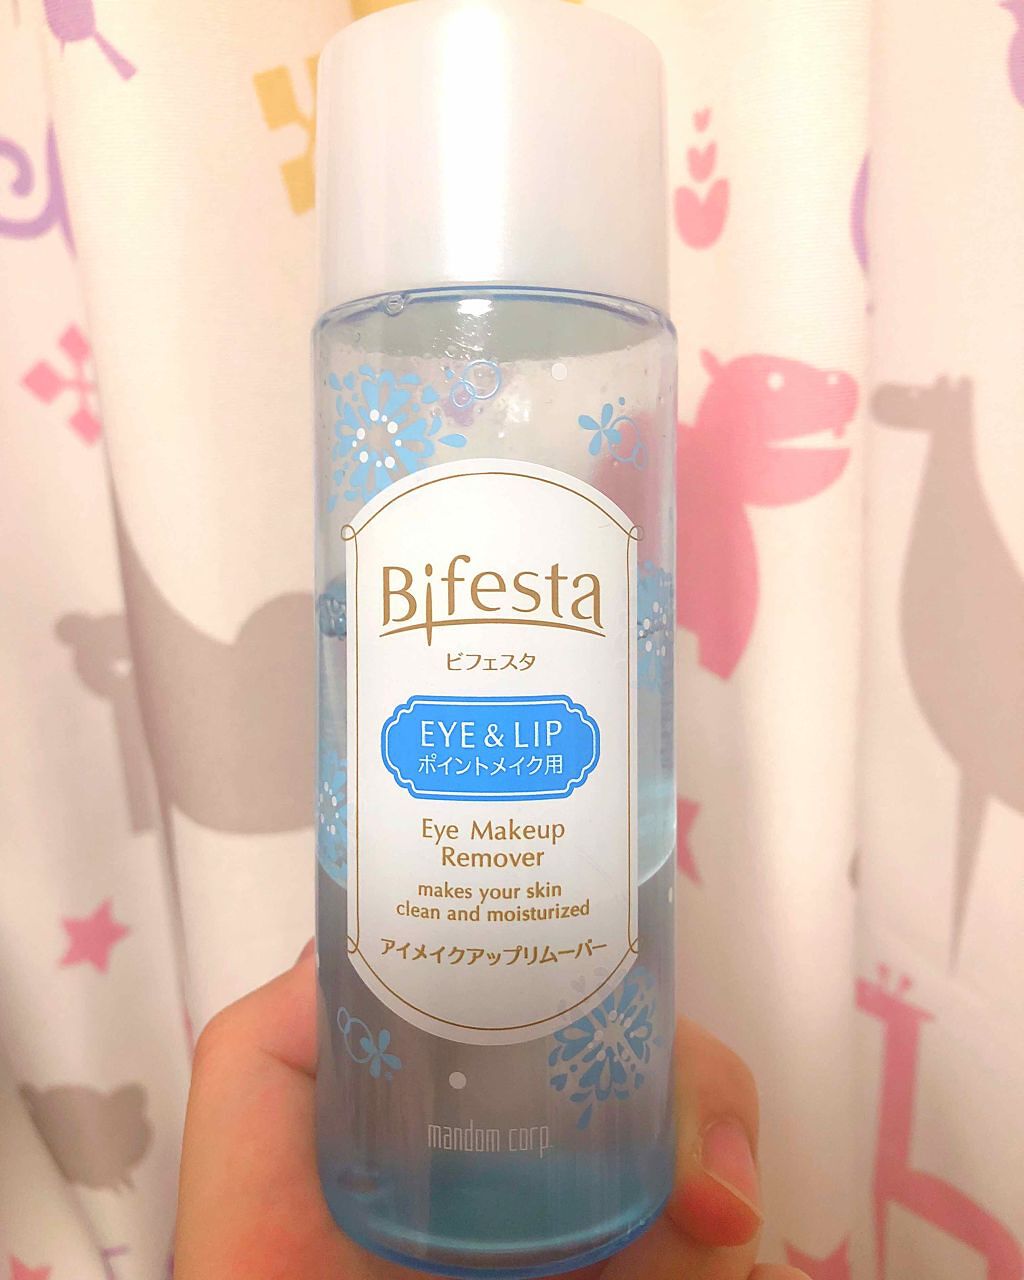 Bifesta
ビフェスタ
EYE & LIP
ポイントメイク用
Eye Makeup
Remover
makes your skin
clean and moisturized
アイメイクアップリムーバー
mandom corp.